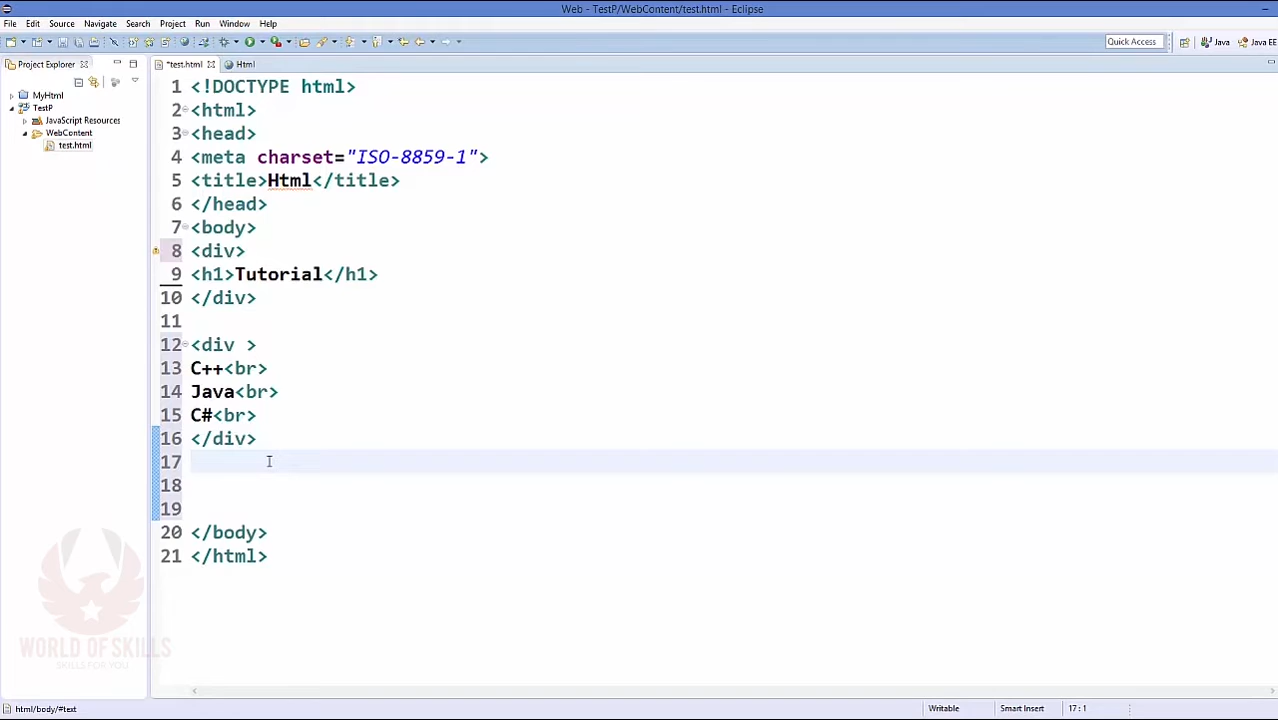 Web - TestP/WebContent/test.html - Eclipse
File Edit Source Navigate Search Project Run Window Help
Quick Access Java Java EE
Project Explorer
*test.html Html
MyHtml
TestP
JavaScript Resources
WebContent
test.html
1 <!DOCTYPE html>
2 <html>
3 <head>
4 <meta charset="ISO-8859-1">
5 <title>Html</title>
6 </head>
7 <body>
8 <div>
9 <h1>Tutorial</h1>
10 </div>
11
12 <div >
13 C++<br>
14 Java<br>
15 C#<br>
16 </div>
17
18
19
20 </body>
21 </html>
WORLD OF SKILLS
SKILLS FOR YOU
html/body/#text Writable Smart Insert 17 : 1